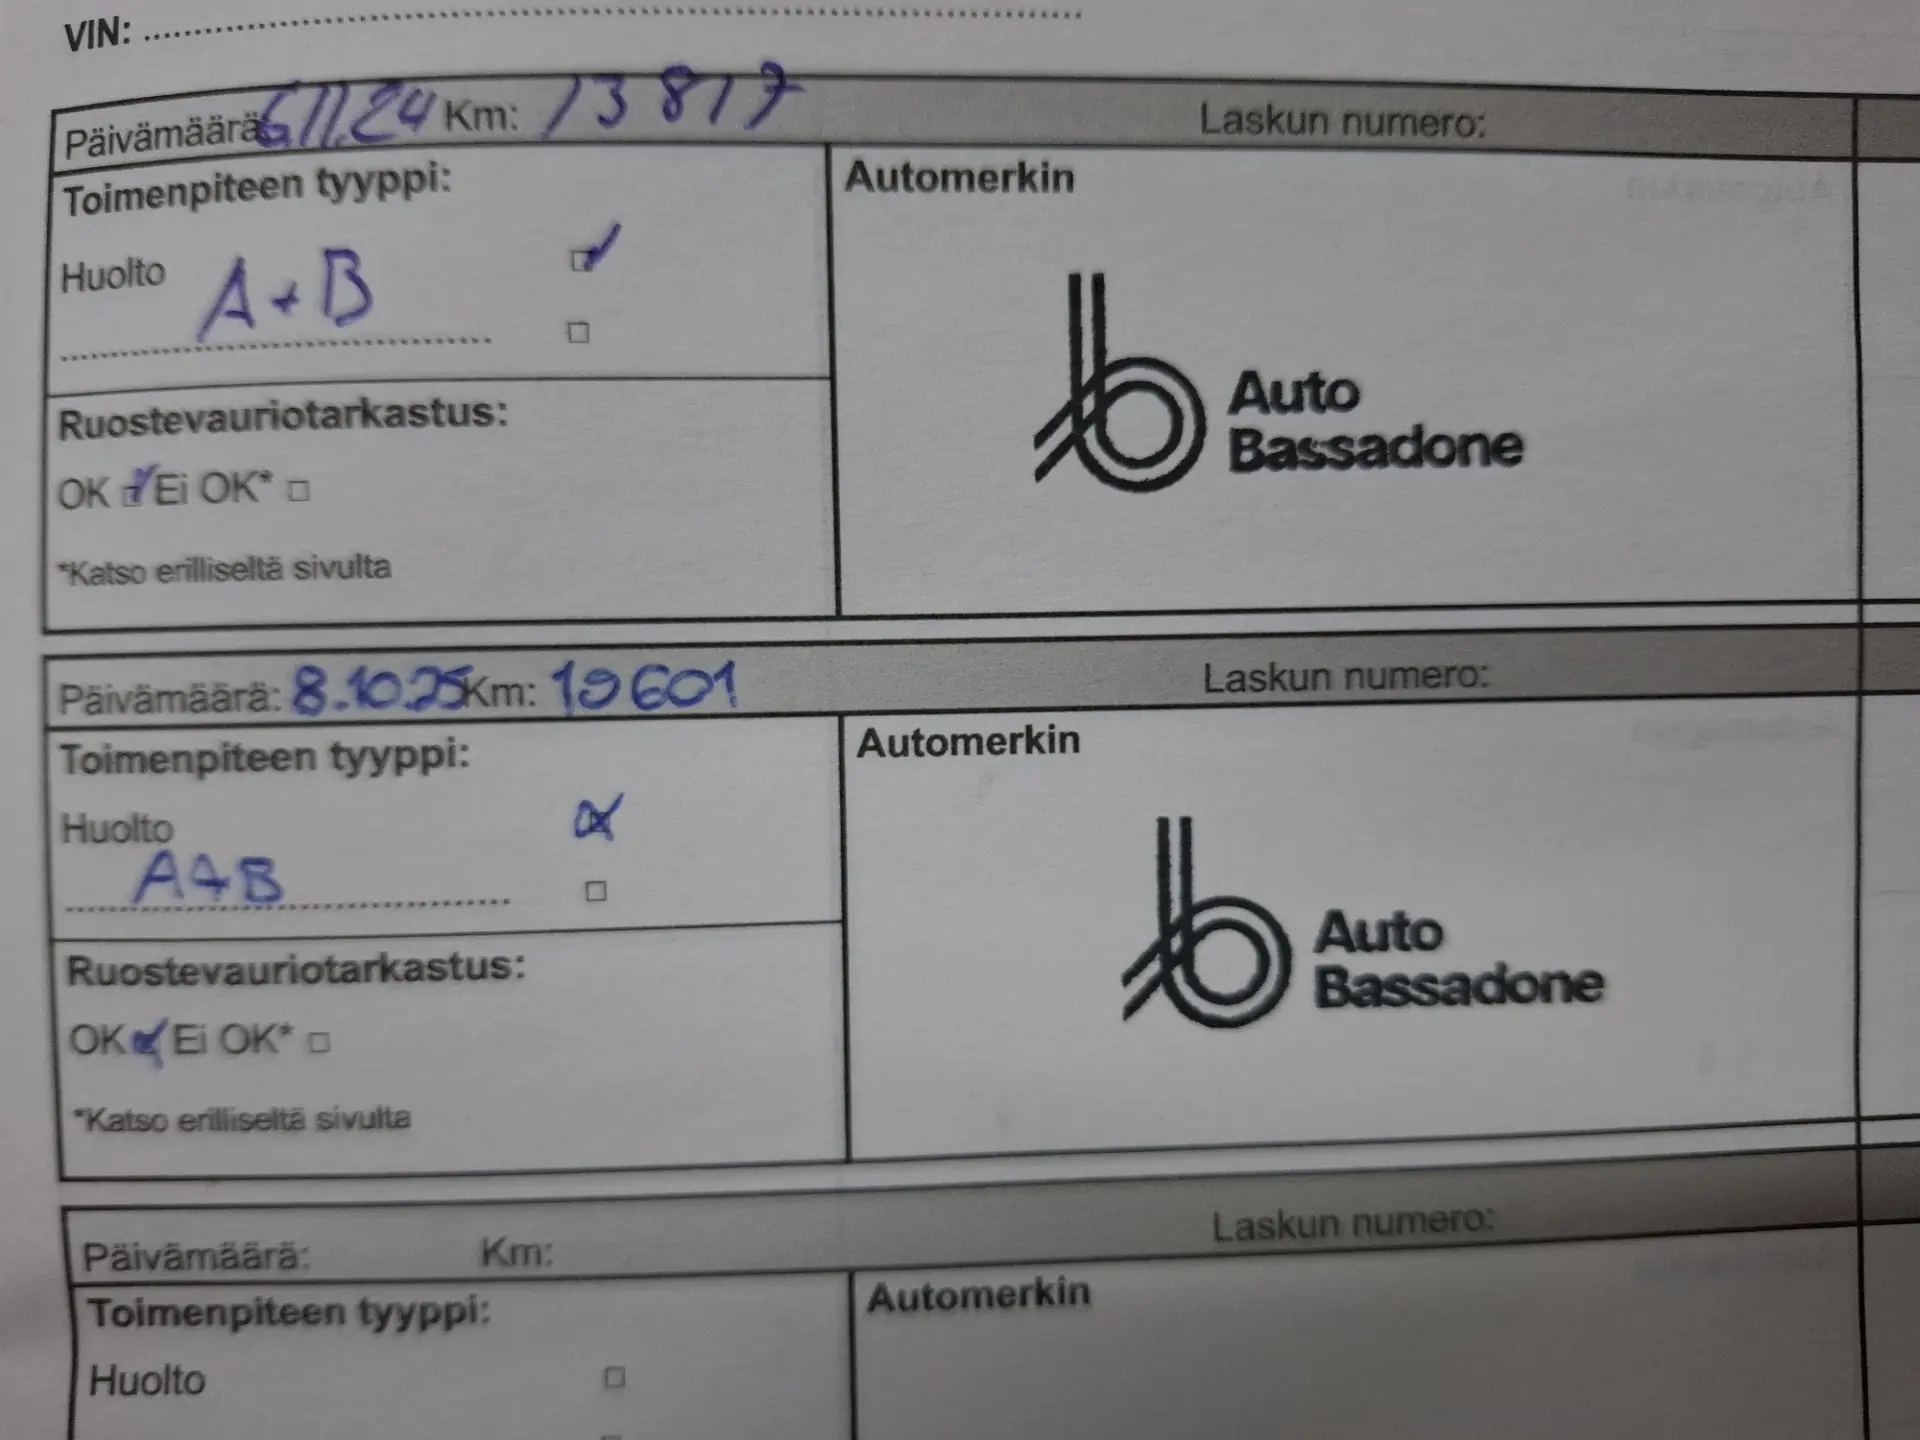 VIN:
Päivämäärä: 6.11.24 Km: 13 817 Laskun numero:
Toimenpiteen tyyppi:
Huolto
A+B
Ruostevauriotarkastus:
OK Ei OK*
*Katso erilliseltä sivulta
Automerkin
Auto
Bassadone
Päivämäärä: 8.10.25 Km: 19601 Laskun numero:
Toimenpiteen tyyppi:
Huolto
A+B
Ruostevauriotarkastus:
OK Ei OK*
*Katso erilliseltä sivulta
Automerkin
Auto
Bassadone
Päivämäärä: Km: Laskun numero:
Toimenpiteen tyyppi:
Huolto
Automerkin